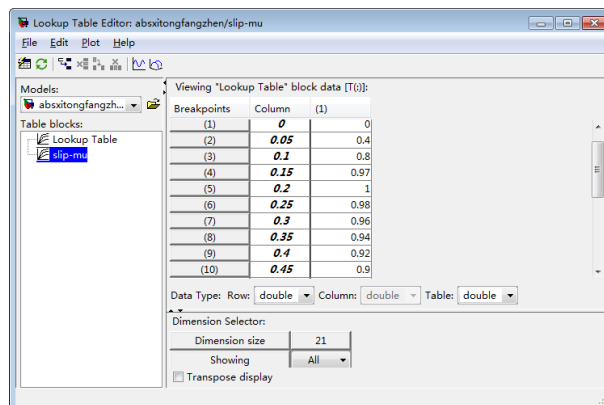 Lookup Table Editor: absxitongfangzhen/slip-mu
File Edit Plot Help
Models:
absxitongfangzh...
Table blocks:
Lookup Table
slip-mu
Viewing "Lookup Table" block data [T(:)]:
Breakpoints Column (1)
(1) 0 0
(2) 0.05 0.4
(3) 0.1 0.8
(4) 0.15 0.97
(5) 0.2 1
(6) 0.25 0.98
(7) 0.3 0.96
(8) 0.35 0.94
(9) 0.4 0.92
(10) 0.45 0.9
Data Type: Row: double Column: double Table: double
Dimension Selector:
Dimension size 21
Showing All
Transpose display